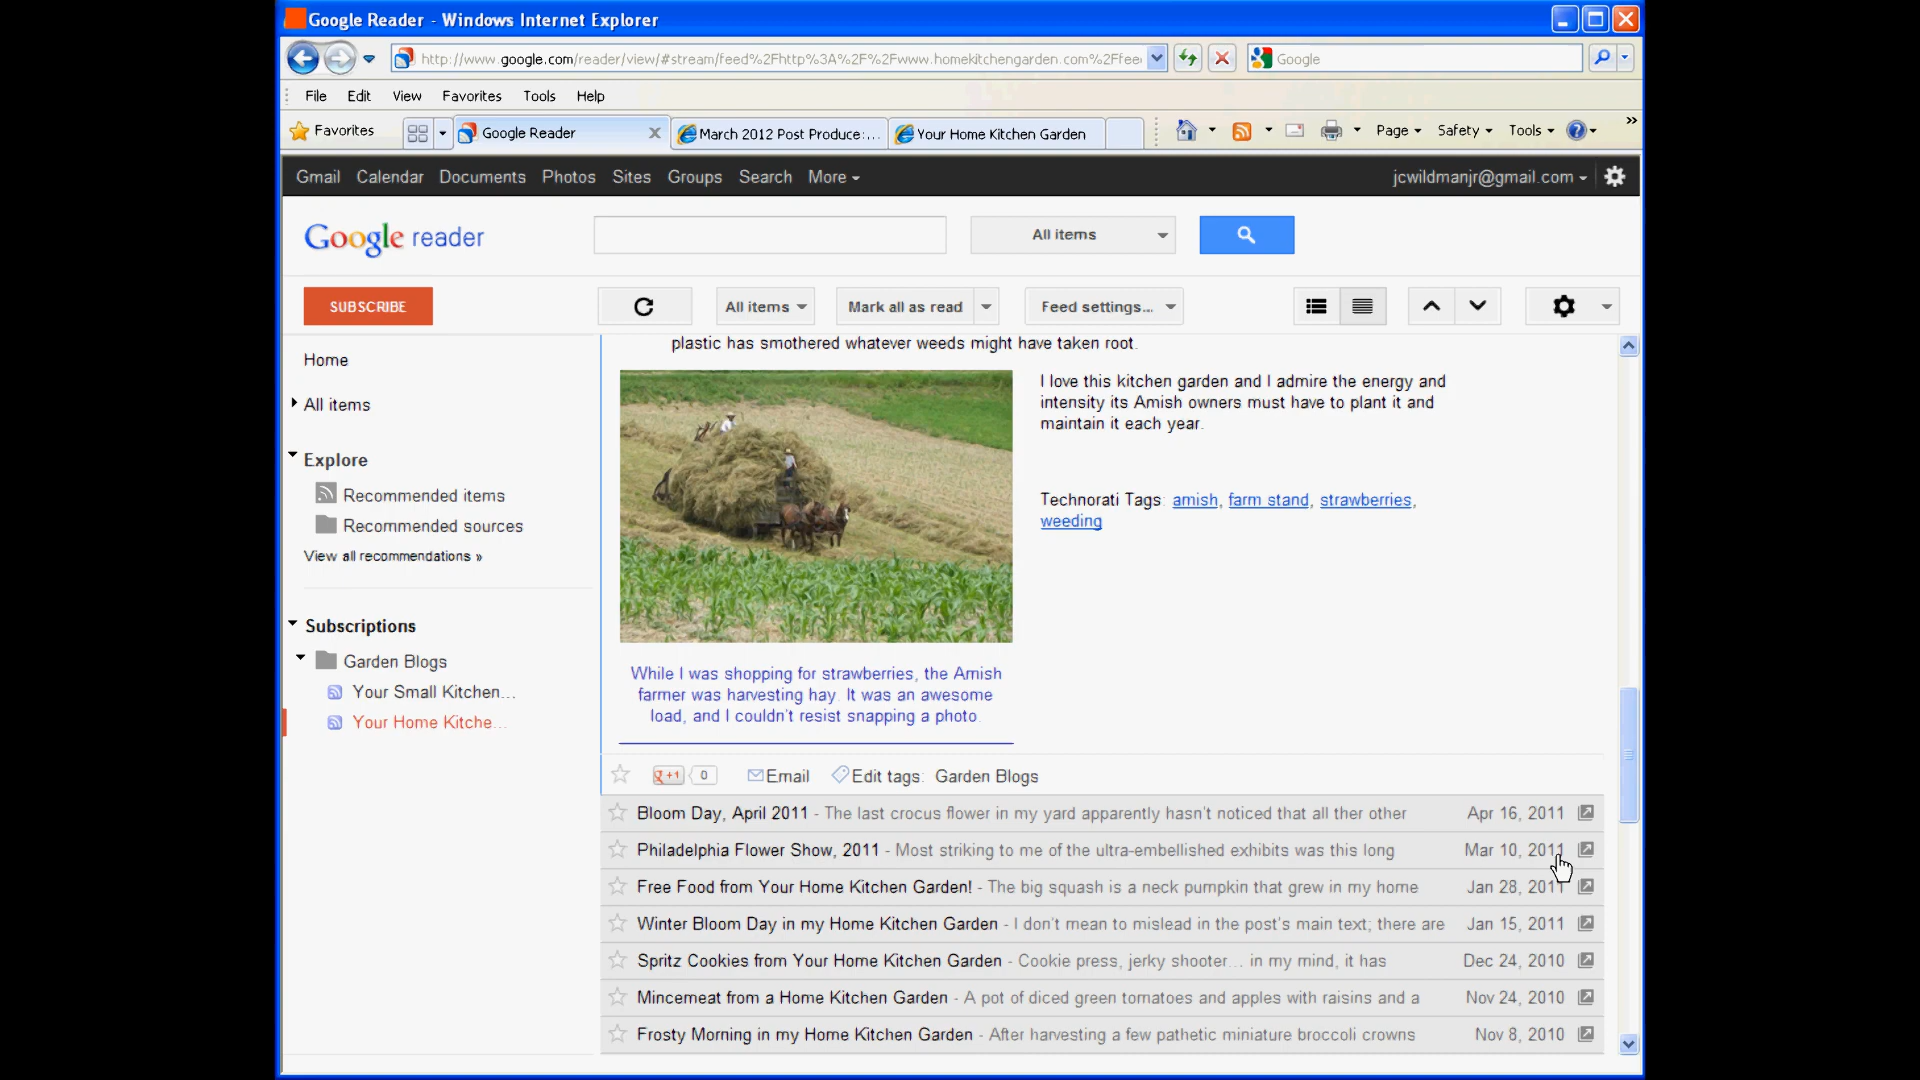 Google Reader - Windows Internet Explorer
http://www.google.com/reader/view/#stream/feed%2Fhttp%3A%2F%2Fwww.homekitchengarden.com%2Ffee
Google
File Edit View Favorites Tools Help
Favorites
Google Reader
March 2012 Post Produce:...
Your Home Kitchen Garden
Page
Safety
Tools
Gmail Calendar Documents Photos Sites Groups Search More
jcwildmanjr@gmail.com
Google reader
All items
SUBSCRIBE
All items
Mark all as read
Feed settings...
Home
All items
Explore
Recommended items
Recommended sources
View all recommendations »
Subscriptions
Garden Blogs
Your Small Kitchen...
Your Home Kitche...
plastic has smothered whatever weeds might have taken root.
I love this kitchen garden and I admire the energy and
intensity its Amish owners must have to plant it and
maintain it each year.
Technorati Tags: amish, farm stand, strawberries,
weeding
While I was shopping for strawberries, the Amish
farmer was harvesting hay. It was an awesome
load, and I couldn't resist snapping a photo.
+1 0 Email Edit tags: Garden Blogs
Bloom Day, April 2011 - The last crocus flower in my yard apparently hasn't noticed that all ther other Apr 16, 2011
Philadelphia Flower Show, 2011 - Most striking to me of the ultra-embellished exhibits was this long Mar 10, 2011
Free Food from Your Home Kitchen Garden! - The big squash is a neck pumpkin that grew in my home Jan 28, 2011
Winter Bloom Day in my Home Kitchen Garden - I don't mean to mislead in the post's main text; there are Jan 15, 2011
Spritz Cookies from Your Home Kitchen Garden - Cookie press, jerky shooter... in my mind, it has Dec 24, 2010
Mincemeat from a Home Kitchen Garden - A pot of diced green tomatoes and apples with raisins and a Nov 24, 2010
Frosty Morning in my Home Kitchen Garden - After harvesting a few pathetic miniature broccoli crowns Nov 8, 2010